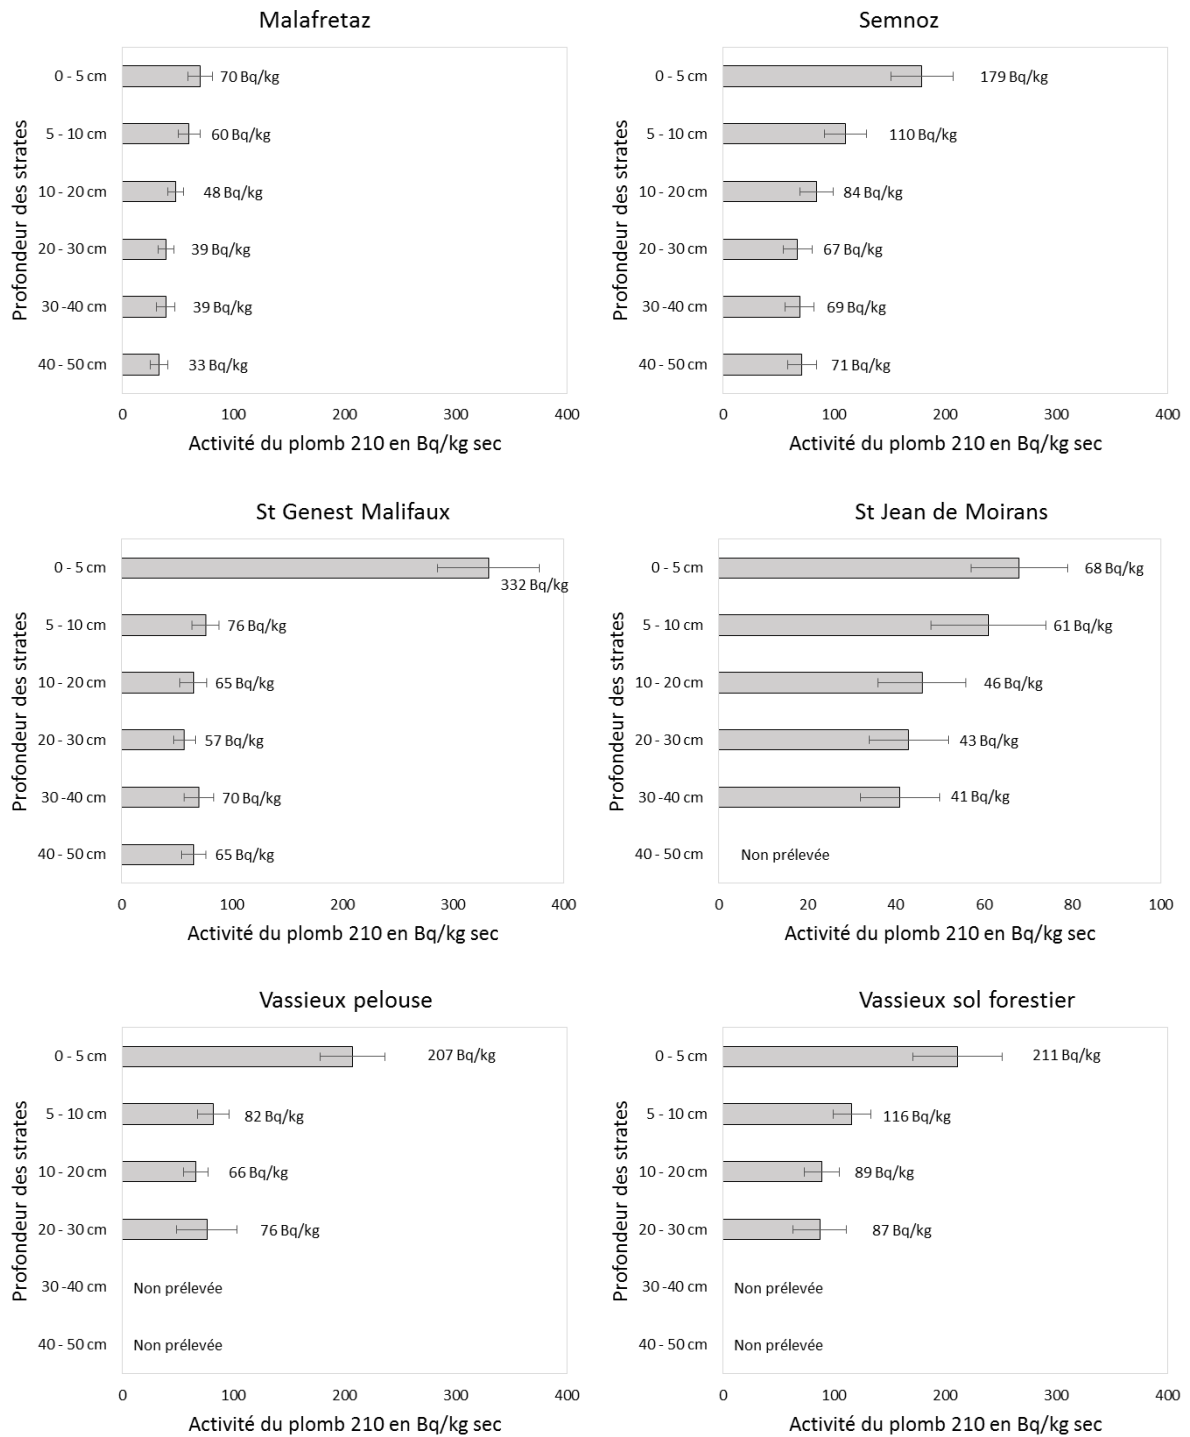 Malafretaz
Profondeur des strates
0 - 5 cm
70 Bq/kg
5 - 10 cm
60 Bq/kg
10 - 20 cm
48 Bq/kg
20 - 30 cm
39 Bq/kg
30 -40 cm
39 Bq/kg
40 - 50 cm
33 Bq/kg
0 100 200 300 400
Activité du plomb 210 en Bq/kg sec
Semnoz
Profondeur des strates
0 - 5 cm
179 Bq/kg
5 - 10 cm
110 Bq/kg
10 - 20 cm
84 Bq/kg
20 - 30 cm
67 Bq/kg
30 -40 cm
69 Bq/kg
40 - 50 cm
71 Bq/kg
0 100 200 300 400
Activité du plomb 210 en Bq/kg sec
St Genest Malifaux
Profondeur des strates
0 - 5 cm
332 Bq/kg
5 - 10 cm
76 Bq/kg
10 - 20 cm
65 Bq/kg
20 - 30 cm
57 Bq/kg
30 -40 cm
70 Bq/kg
40 - 50 cm
65 Bq/kg
0 100 200 300 400
Activité du plomb 210 en Bq/kg sec
St Jean de Moirans
Profondeur des strates
0 - 5 cm
68 Bq/kg
5 - 10 cm
61 Bq/kg
10 - 20 cm
46 Bq/kg
20 - 30 cm
43 Bq/kg
30 -40 cm
41 Bq/kg
40 - 50 cm
Non prélevée
0 20 40 60 80 100
Activité du plomb 210 en Bq/kg sec
Vassieux pelouse
Profondeur des strates
0 - 5 cm
207 Bq/kg
5 - 10 cm
82 Bq/kg
10 - 20 cm
66 Bq/kg
20 - 30 cm
76 Bq/kg
30 -40 cm
Non prélevée
40 - 50 cm
Non prélevée
0 100 200 300 400
Activité du plomb 210 en Bq/kg sec
Vassieux sol forestier
Profondeur des strates
0 - 5 cm
211 Bq/kg
5 - 10 cm
116 Bq/kg
10 - 20 cm
89 Bq/kg
20 - 30 cm
87 Bq/kg
30 -40 cm
Non prélevée
40 - 50 cm
Non prélevée
0 100 200 300 400
Activité du plomb 210 en Bq/kg sec